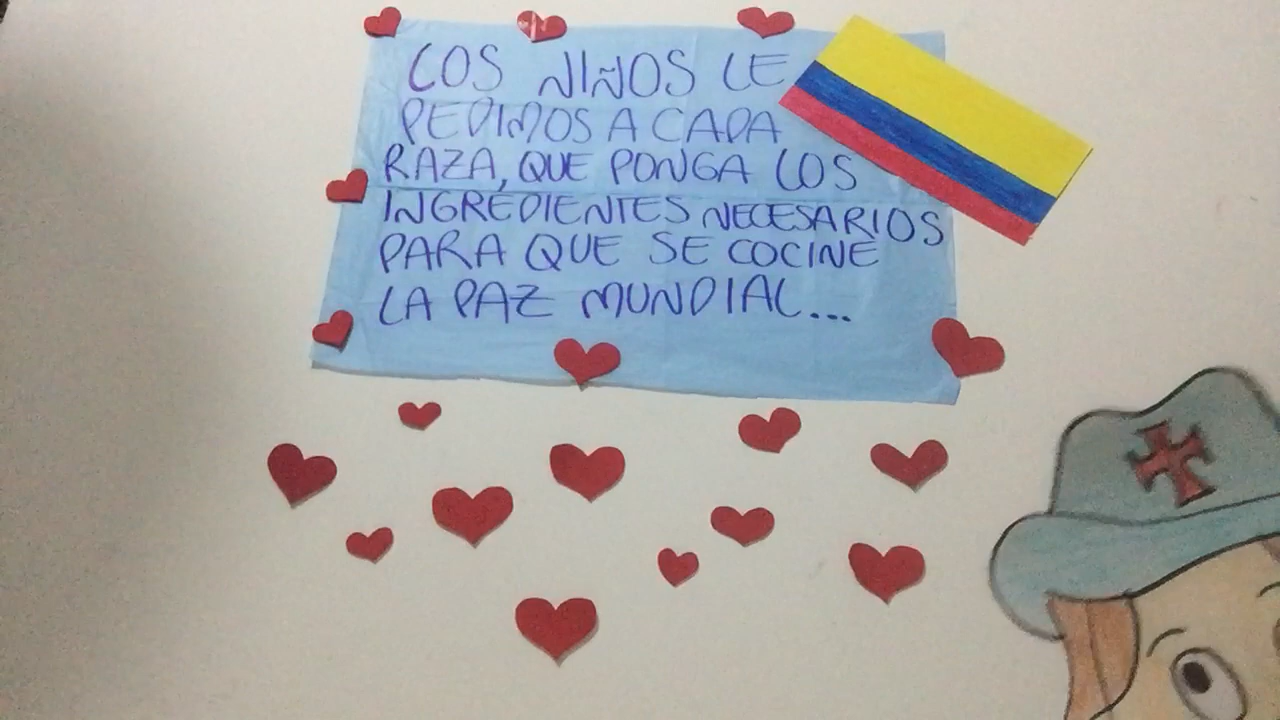 LOS NIÑOS LE
PEDIMOS A CADA
RAZA, QUE PONGA LOS
INGREDIENTES NECESARIOS
PARA QUE SE COCINE
LA PAZ MUNDIAL...